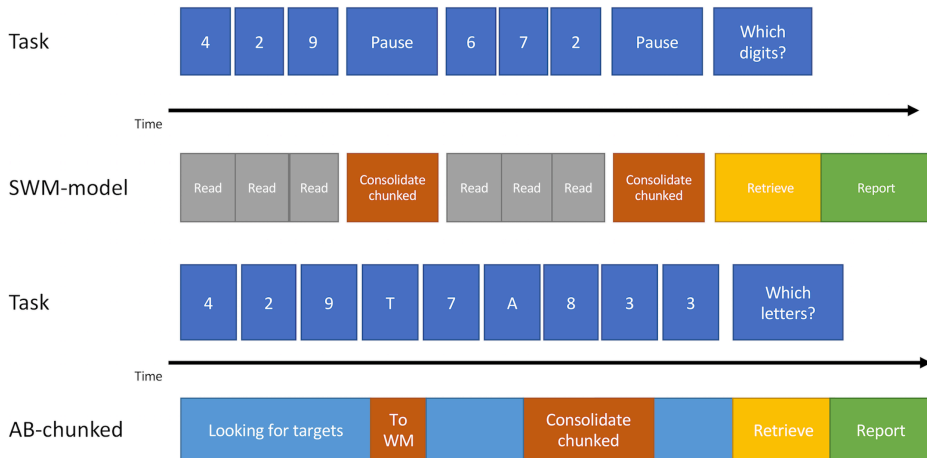 Task
4 2 9 Pause 6 7 2 Pause Which
digits?
Time
SWM-model
Read Read Read Consolidate
chunked Read Read Read Consolidate
chunked Retrieve Report
Task
4 2 9 T 7 A 8 3 3 Which
letters?
Time
AB-chunked
Looking for targets To
WM Consolidate
chunked Retrieve Report